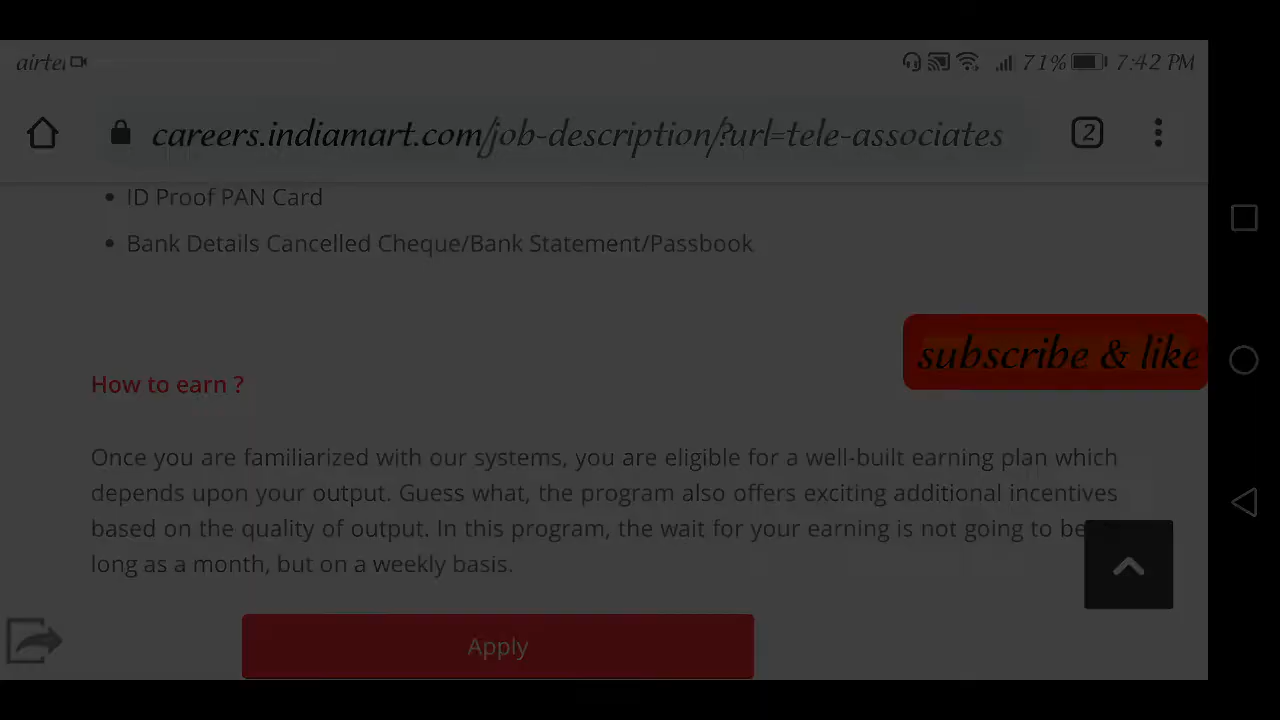 airtel 71% 7:42 PM
careers.indiamart.com/job-description/?url=tele-associates 2
ID Proof PAN Card
Bank Details Cancelled Cheque/Bank Statement/Passbook
subscribe & like
How to earn ?
Once you are familiarized with our systems, you are eligible for a well-built earning plan which
depends upon your output. Guess what, the program also offers exciting additional incentives
based on the quality of output. In this program, the wait for your earning is not going to be
long as a month, but on a weekly basis.
Apply